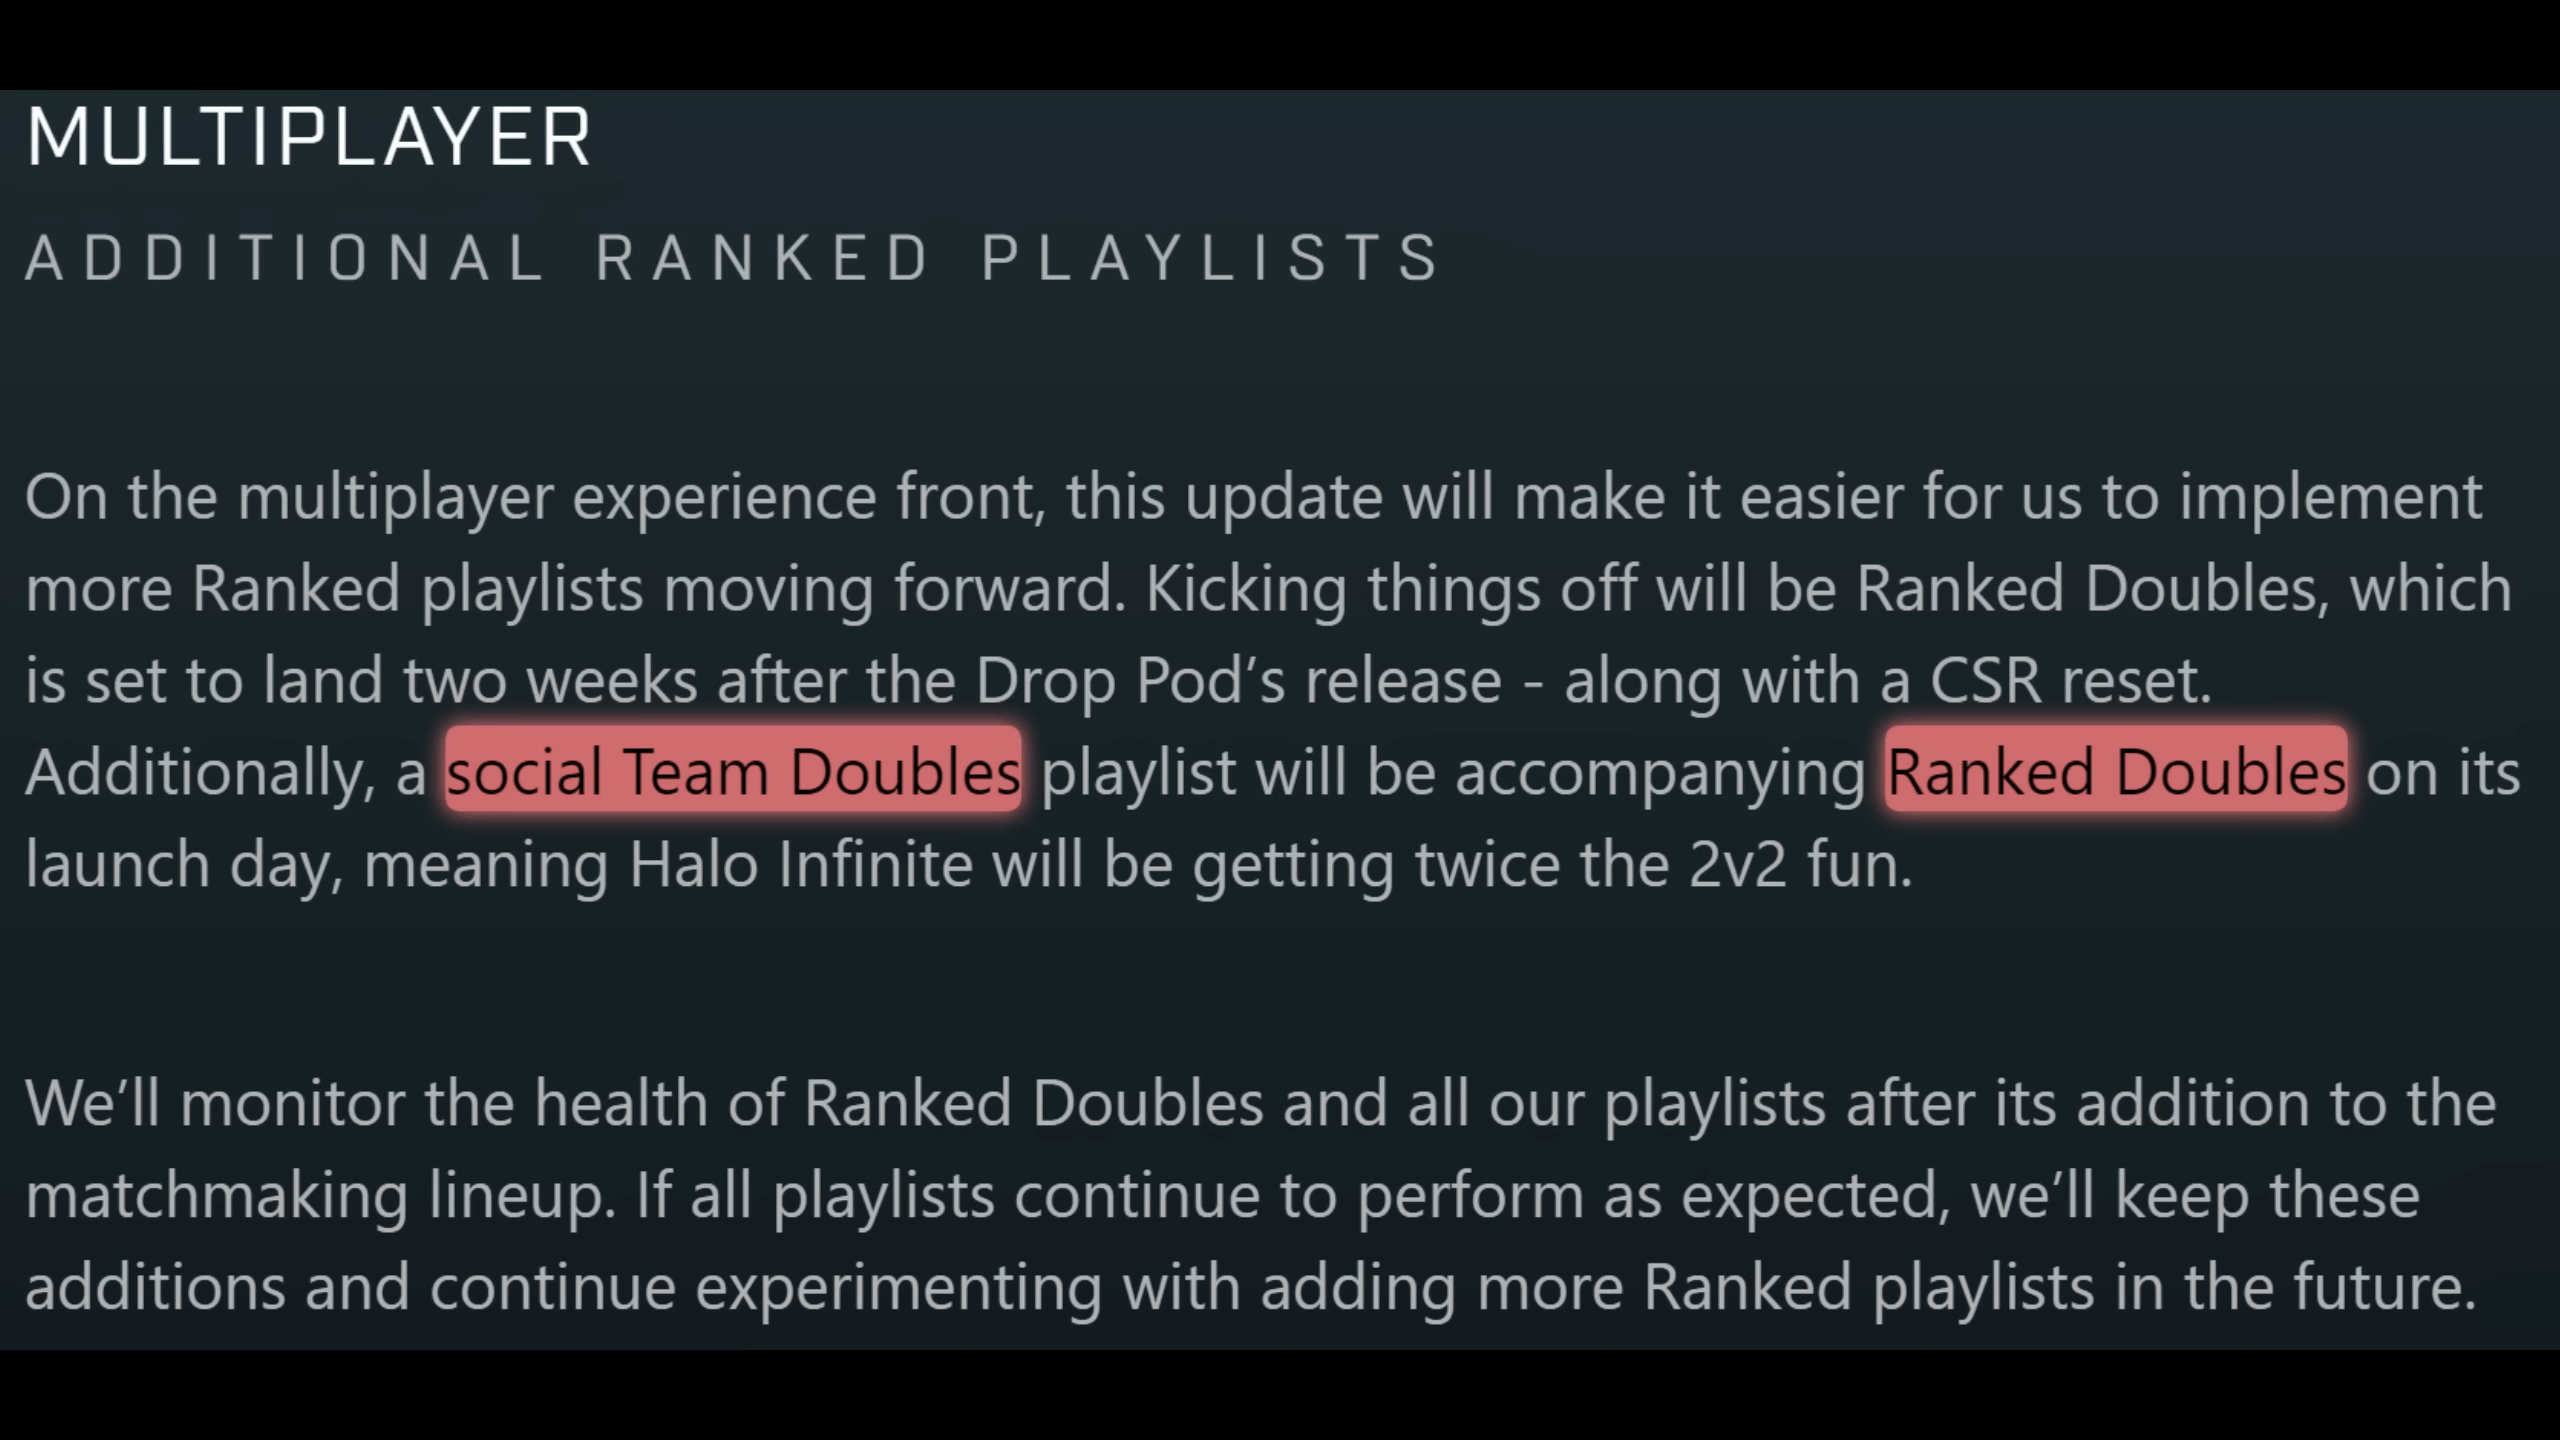 MULTIPLAYER
ADDITIONAL RANKED PLAYLISTS
On the multiplayer experience front, this update will make it easier for us to implement
more Ranked playlists moving forward. Kicking things off will be Ranked Doubles, which
is set to land two weeks after the Drop Pod’s release - along with a CSR reset.
Additionally, a social Team Doubles playlist will be accompanying Ranked Doubles on its
launch day, meaning Halo Infinite will be getting twice the 2v2 fun.
We’ll monitor the health of Ranked Doubles and all our playlists after its addition to the
matchmaking lineup. If all playlists continue to perform as expected, we’ll keep these
additions and continue experimenting with adding more Ranked playlists in the future.